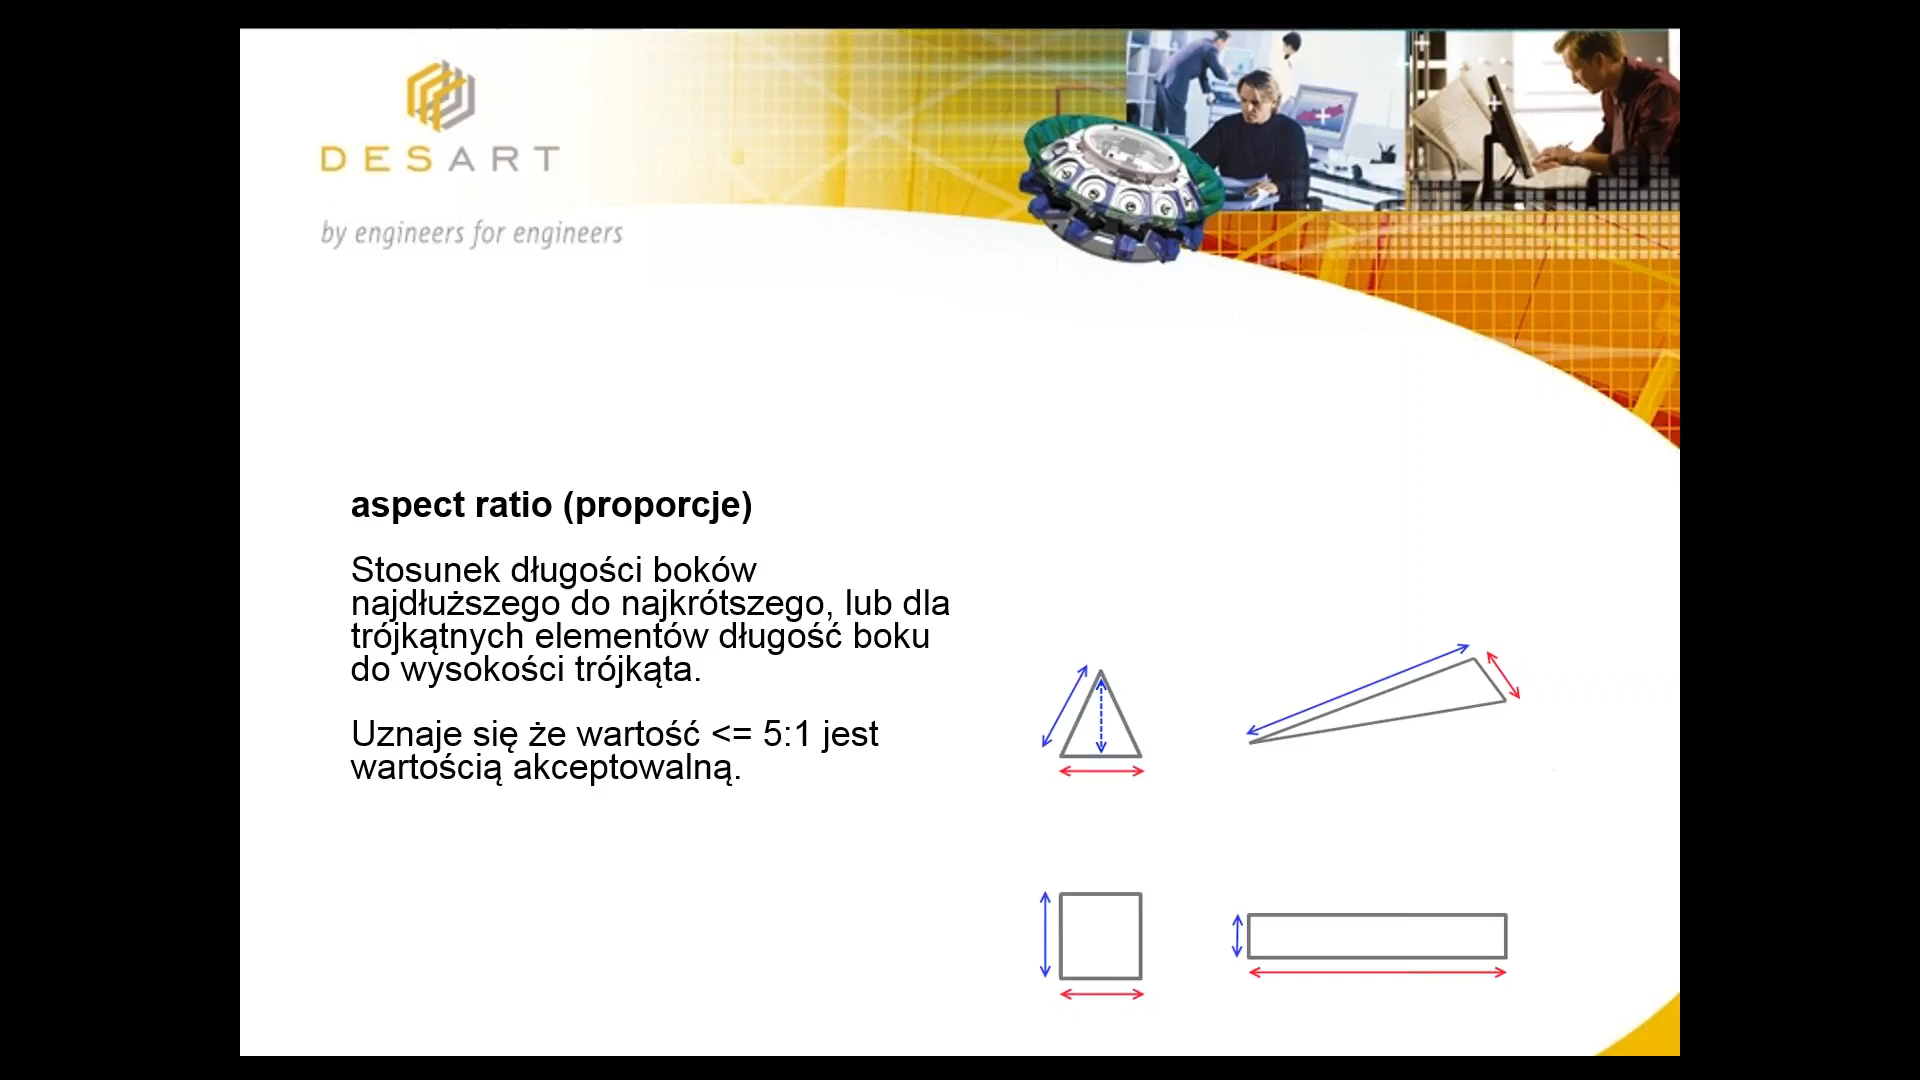 DESART
by engineers for engineers
aspect ratio (proporcje)
Stosunek długości boków
najdłuższego do najkrótszego, lub dla
trójkątnych elementów długość boku
do wysokości trójkąta.
Uznaje się że wartość <= 5:1 jest
wartością akceptowalną.